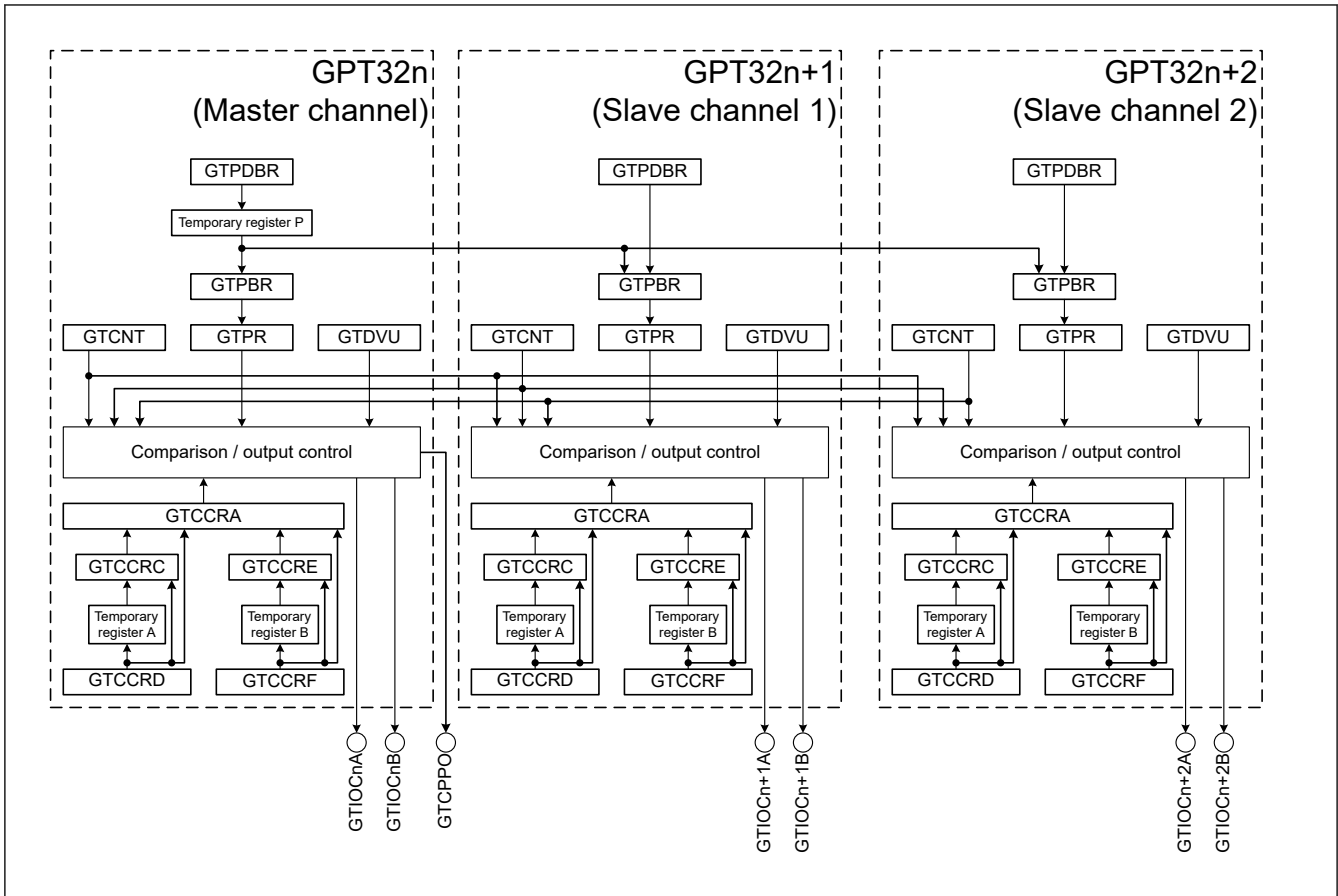 GPT32n
(Master channel)
GTPDBR
Temporary register P
GTPBR
GTCNT
GTPR
GTDVU
Comparison / output control
GTCCRA
GTCCRC
GTCCRE
Temporary
register A
Temporary
register B
GTCCRD
GTCCRF
GTIOCnA
GTIOCnB
GTCPPO
GPT32n+1
(Slave channel 1)
GTPDBR
GTPBR
GTCNT
GTPR
GTDVU
Comparison / output control
GTCCRA
GTCCRC
GTCCRE
Temporary
register A
Temporary
register B
GTCCRD
GTCCRF
GTIOCn+1A
GTIOCn+1B
GPT32n+2
(Slave channel 2)
GTPDBR
GTPBR
GTCNT
GTPR
GTDVU
Comparison / output control
GTCCRA
GTCCRC
GTCCRE
Temporary
register A
Temporary
register B
GTCCRD
GTCCRF
GTIOCn+2A
GTIOCn+2B